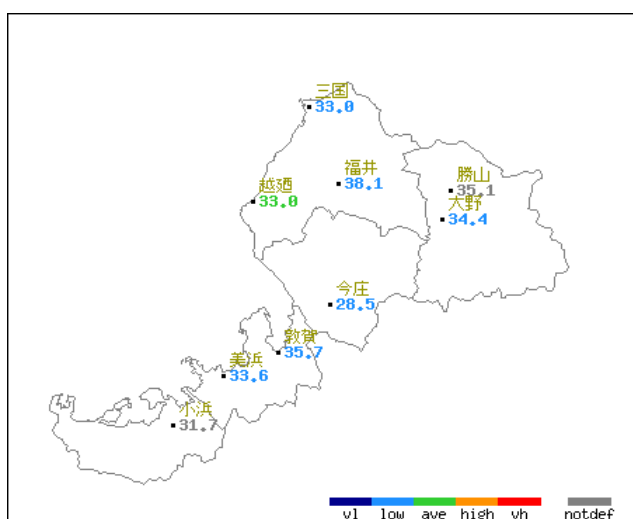 三国
33.0
福井
38.1
勝山
35.1
越廼
33.0
大野
34.4
今庄
28.5
敦賀
35.7
美浜
33.6
小浜
31.7
vl low ave high vh notdef